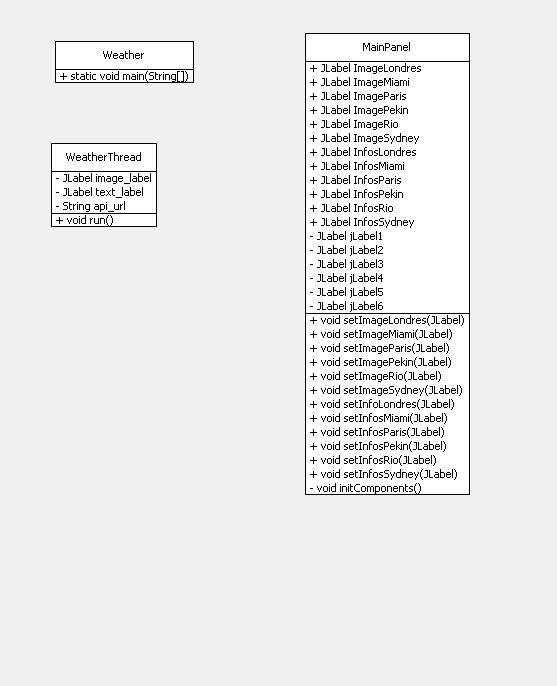 Weather
+ static void main(String[])
WeatherThread
- JLabel image_label
- JLabel text_label
- String api_url
+ void run()
MainPanel
+ JLabel ImageLondres
+ JLabel ImageMiami
+ JLabel ImageParis
+ JLabel ImagePekin
+ JLabel ImageRio
+ JLabel ImageSydney
+ JLabel InfosLondres
+ JLabel InfosMiami
+ JLabel InfosParis
+ JLabel InfosPekin
+ JLabel InfosRio
+ JLabel InfosSydney
- JLabel jLabel1
- JLabel jLabel2
- JLabel jLabel3
- JLabel jLabel4
- JLabel jLabel5
- JLabel jLabel6
+ void setImageLondres(JLabel)
+ void setImageMiami(JLabel)
+ void setImageParis(JLabel)
+ void setImagePekin(JLabel)
+ void setImageRio(JLabel)
+ void setImageSydney(JLabel)
+ void setInfoLondres(JLabel)
+ void setInfosMiami(JLabel)
+ void setInfosParis(JLabel)
+ void setInfosPekin(JLabel)
+ void setInfosRio(JLabel)
+ void setInfosSydney(JLabel)
- void initComponents()